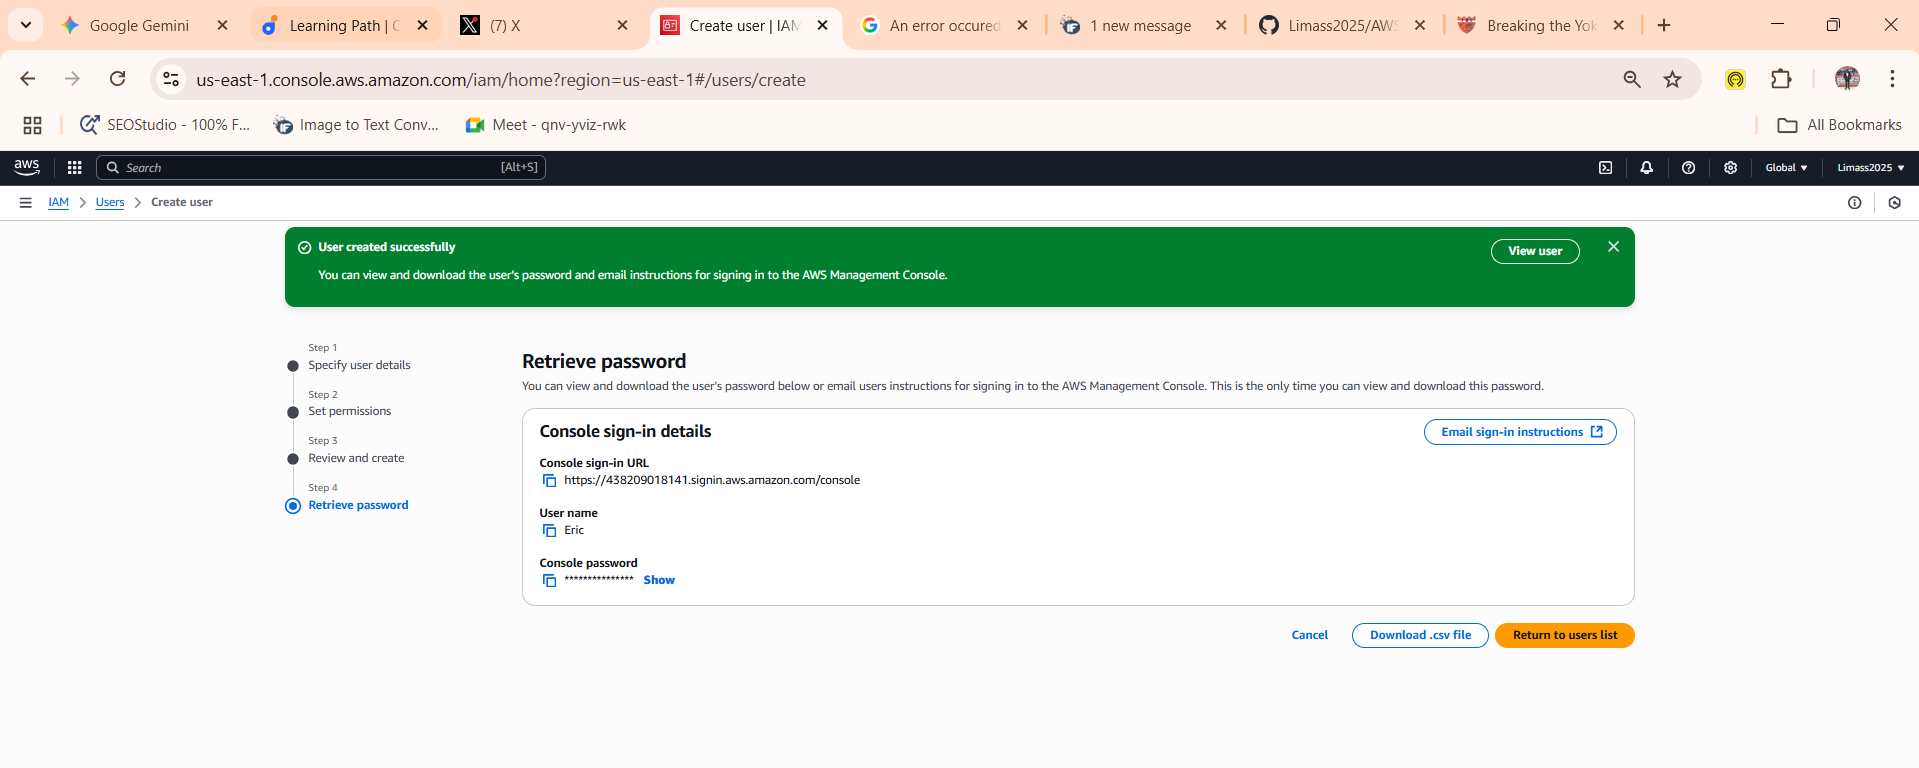 Google Gemini
Learning Path | C
(7) X
Create user | IAM
An error occured
1 new message
Limass2025/AWS
Breaking the Yok
us-east-1.console.aws.amazon.com/iam/home?region=us-east-1#/users/create
SEOStudio - 100% F...
Image to Text Conv...
Meet - qnv-yviz-rwk
All Bookmarks
aws
Search
[Alt+S]
Global
Limass2025
IAM
Users
Create user
User created successfully
View user
You can view and download the user's password and email instructions for signing in to the AWS Management Console.
Step 1
Specify user details
Step 2
Set permissions
Step 3
Review and create
Step 4
Retrieve password
Retrieve password
You can view and download the user's password below or email users instructions for signing in to the AWS Management Console. This is the only time you can view and download this password.
Console sign-in details
Email sign-in instructions
Console sign-in URL
https://438209018141.signin.aws.amazon.com/console
User name
Eric
Console password
*************** Show
Cancel
Download .csv file
Return to users list